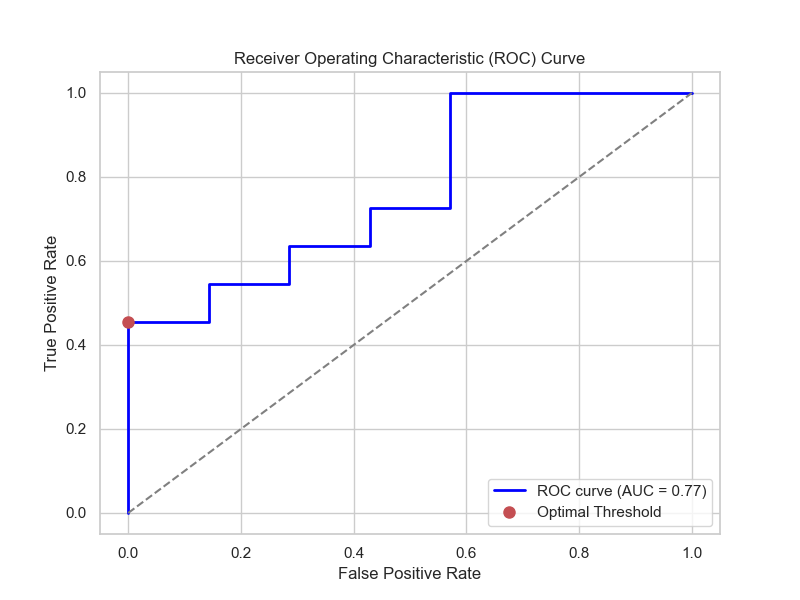 Receiver Operating Characteristic (ROC) Curve
1.0
0.8
0.6
0.4
0.2
0.0
True Positive Rate
0.0 0.2 0.4 0.6 0.8 1.0
False Positive Rate
ROC curve (AUC = 0.77)
Optimal Threshold